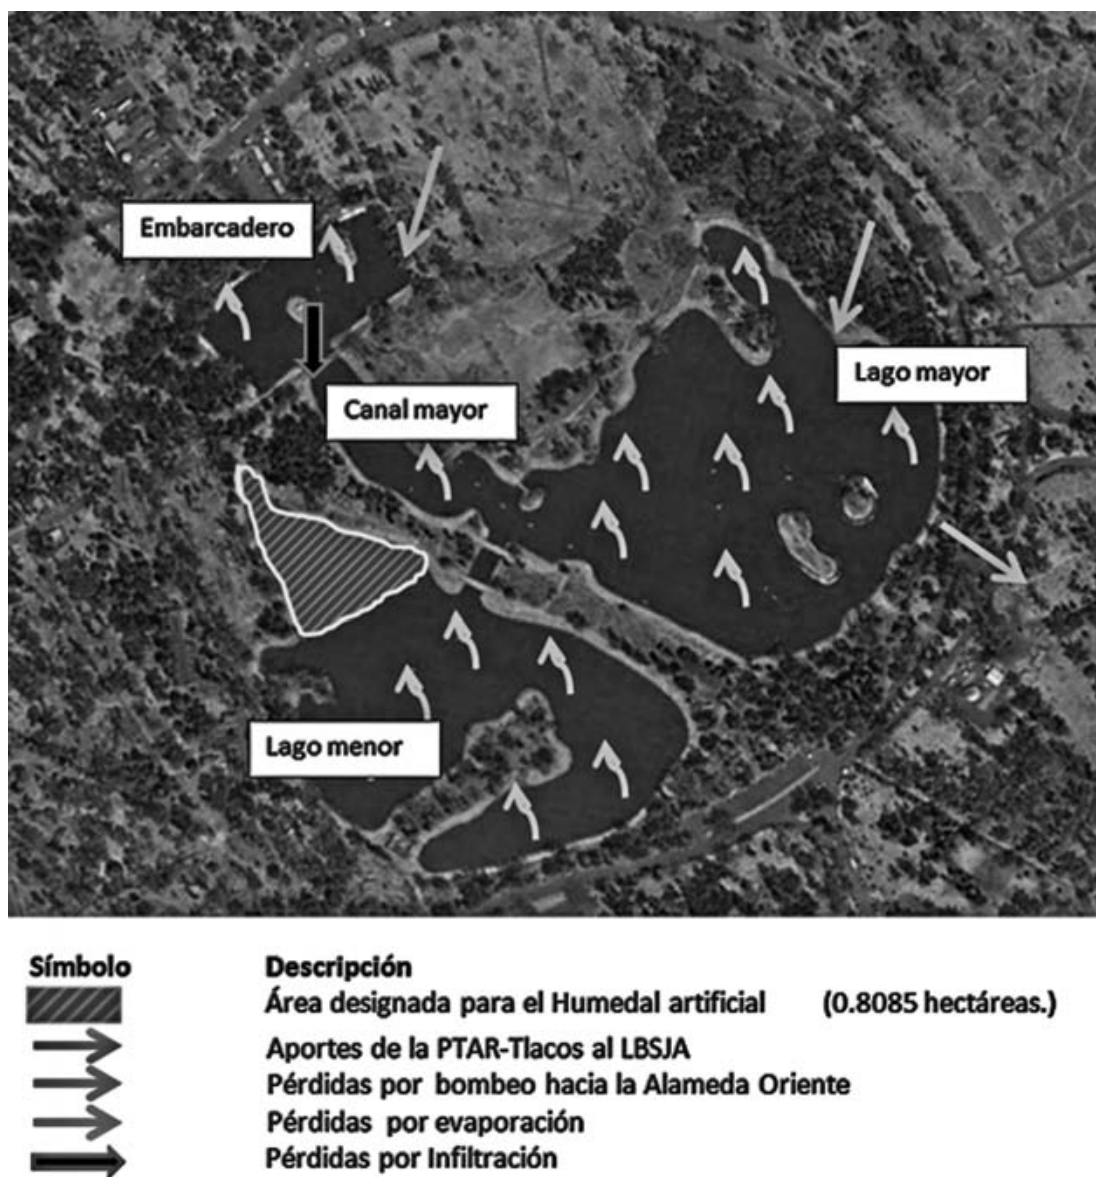 Embarcadero
Lago mayor
Canal mayor
Lago menor
Símbolo Descripción
Área designada para el Humedal artificial (0.8085 hectáreas.)
Aportes de la PTAR-Tlacos al LBSJA
Pérdidas por bombeo hacia la Alameda Oriente
Pérdidas por evaporación
Pérdidas por Infiltración